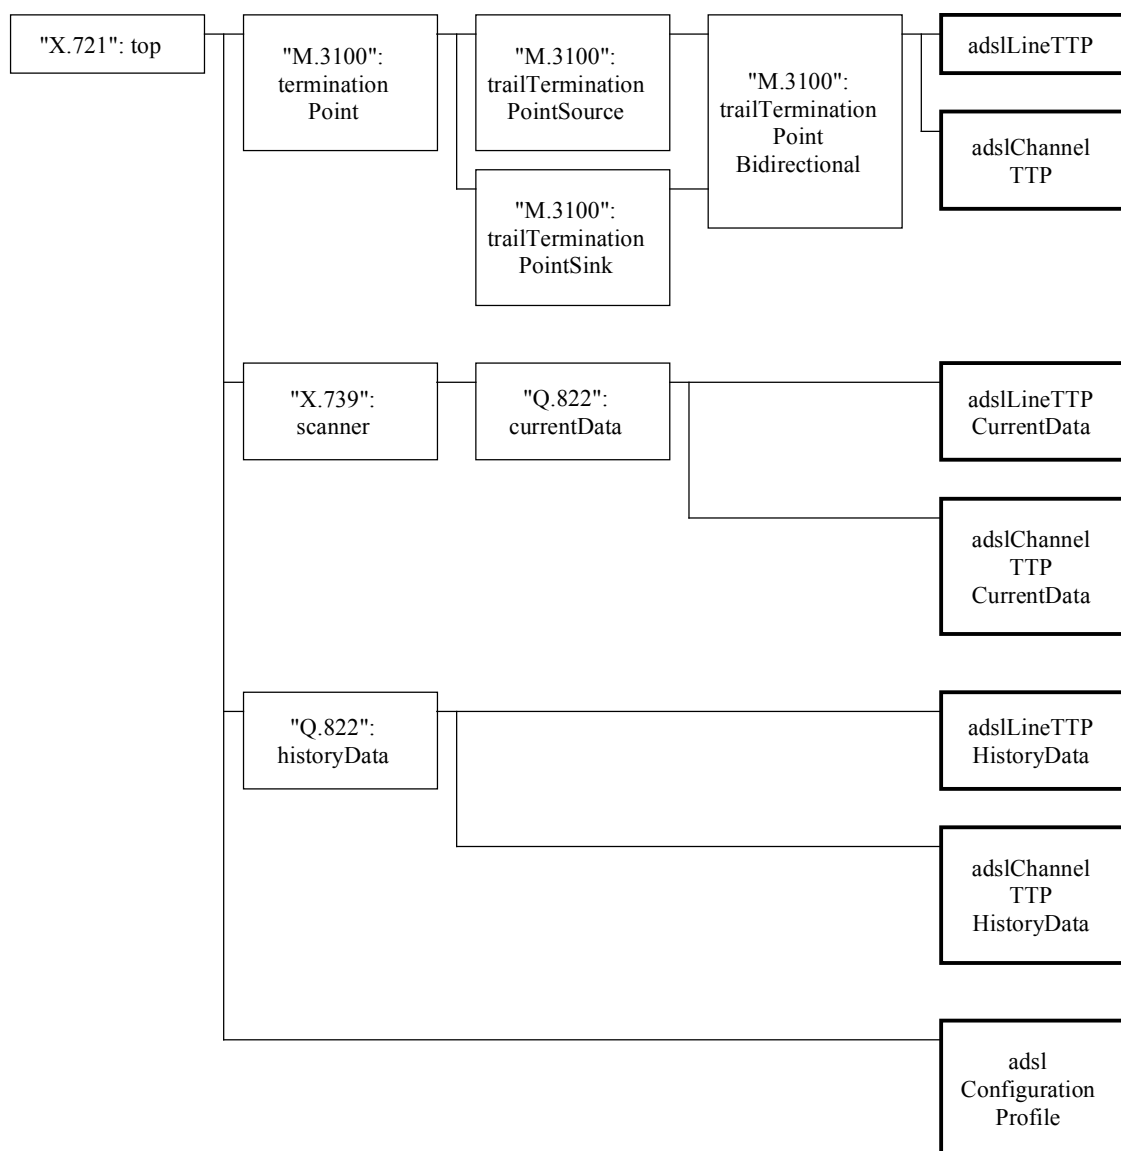 "X.721": top
"M.3100":
termination
Point
"M.3100":
trailTermination
PointSource
"M.3100":
trailTermination
Point
Bidirectional
adslLineTTP
adslChannel
TTP
"M.3100":
trailTermination
PointSink
"X.739":
scanner
"Q.822":
currentData
adslLineTTP
CurrentData
adslChannel
TTP
CurrentData
"Q.822":
historyData
adslLineTTP
HistoryData
adslChannel
TTP
HistoryData
adsl
Configuration
Profile